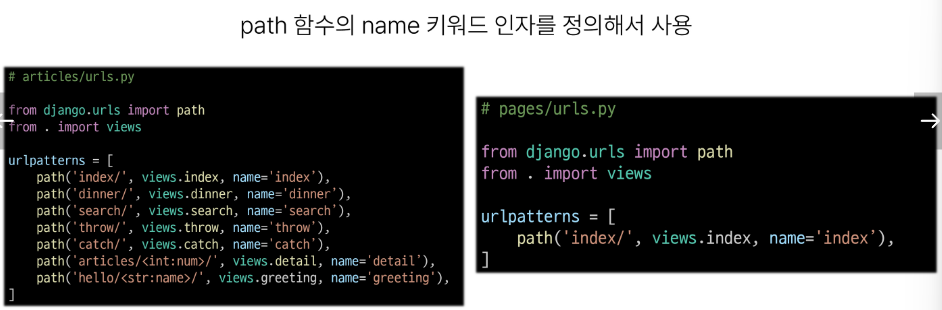 path 함수의 name 키워드 인자를 정의해서 사용
# articles/urls.py
from django.urls import path
from . import views
urlpatterns = [
path('index/', views.index, name='index’),
path('dinner/', views.dinner, name='dinner’),
path('search/', views.search, name='search’),
path('throw/', views.throw, name='throw’),
path('catch/', views.catch, name='catch’),
path('articles/<int:num>/', views.detail, name='detail’),
path('hello/<str:name>/', views.greeting, name='greeting'),
]
# pages/urls.py
from django.urls import path
from . import views
urlpatterns = [
path('index/', views.index, name='index’),
]